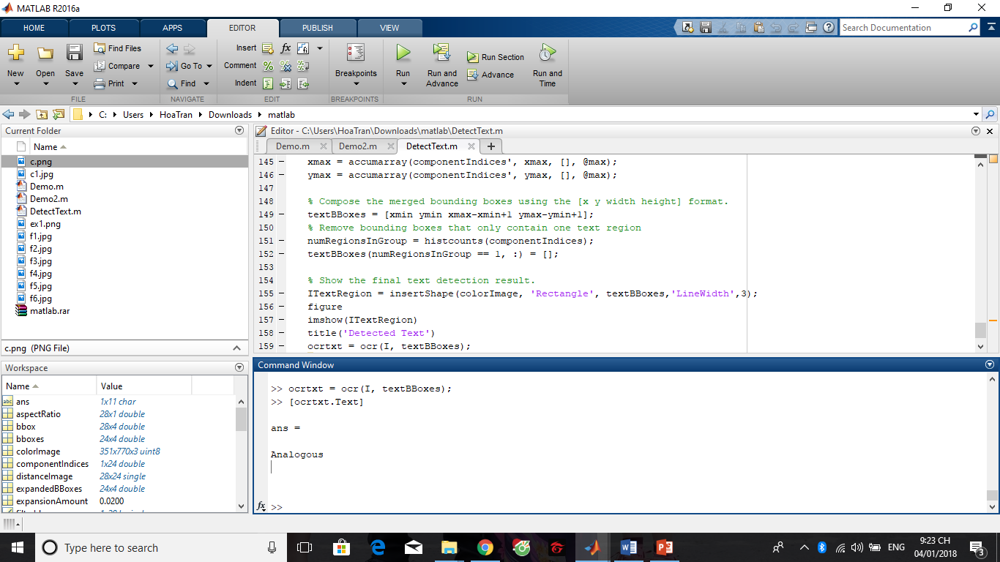 MATLAB R2016a
HOME PLOTS APPS EDITOR PUBLISH VIEW Search Documentation
New Open Save Find Files Compare Print
Go To Find
Insert fx
Comment
Indent
Breakpoints
Run Run and Advance Run Section Advance Run and Time
FILE NAVIGATE EDIT BREAKPOINTS RUN
C: Users HoaTran Downloads matlab
Current Folder
Name
c.png
c1.jpg
Demo.m
Demo2.m
DetectText.m
ex1.png
f1.jpg
f2.jpg
f3.jpg
f4.jpg
f5.jpg
f6.jpg
matlab.rar
c.png (PNG File)
Workspace
Name Value
abc ans 1x11 char
aspectRatio 28x1 double
bbox 28x4 double
bboxes 24x4 double
colorImage 351x770x3 uint8
componentIndices 1x24 double
distanceImage 28x24 single
expandedBBoxes 24x4 double
expansionAmount 0.0200
Editor - C:\Users\HoaTran\Downloads\matlab\DetectText.m
Demo.m Demo2.m DetectText.m
145 xmax = accumarray(componentIndices', xmax, [], @max);
146 ymax = accumarray(componentIndices', ymax, [], @max);
147
148 % Compose the merged bounding boxes using the [x y width height] format.
149 textBBoxes = [xmin ymin xmax-xmin+1 ymax-ymin+1];
150 % Remove bounding boxes that only contain one text region
151 numRegionsInGroup = histcounts(componentIndices);
152 textBBoxes(numRegionsInGroup == 1, :) = [];
153
154 % Show the final text detection result.
155 ITextRegion = insertShape(colorImage, 'Rectangle', textBBoxes,'LineWidth',3);
156 figure
157 imshow(ITextRegion)
158 title('Detected Text')
159 ocrtxt = ocr(I, textBBoxes);
Command Window
>> ocrtxt = ocr(I, textBBoxes);
>> [ocrtxt.Text]
ans =
Analogous
fx >>
Type here to search
ENG
9:23 CH
04/01/2018
3